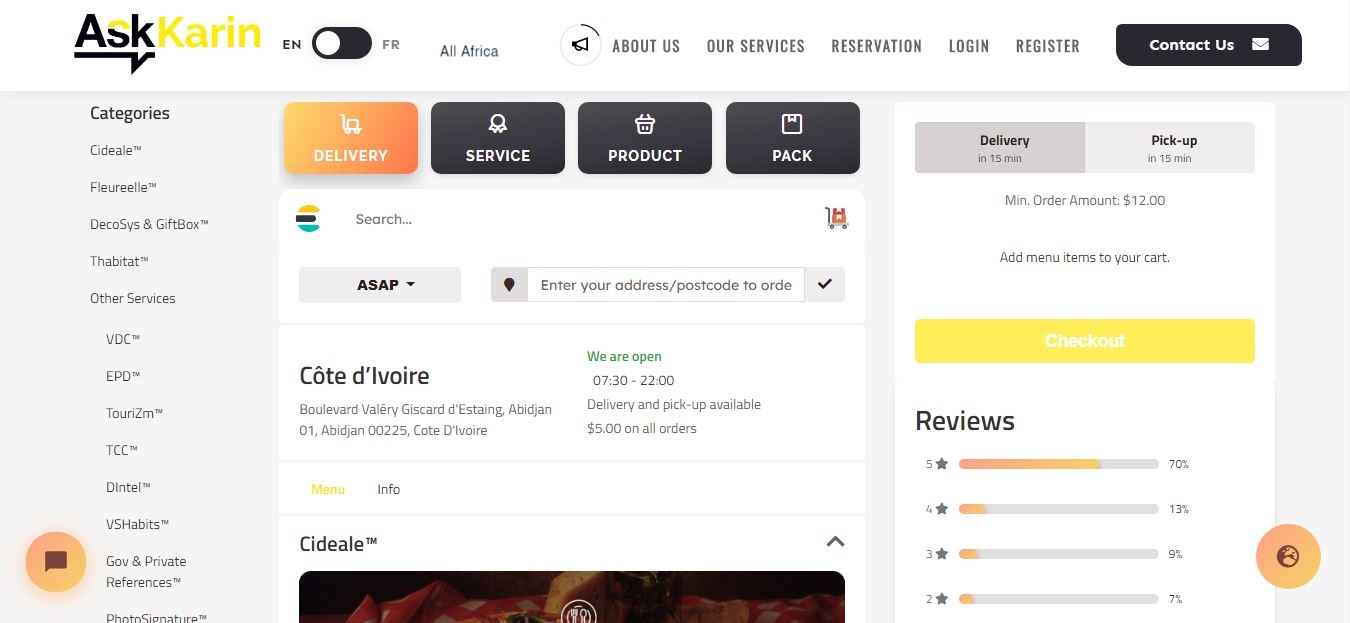 AskKarin
EN
FR
All Africa
ABOUT US
OUR SERVICES
RESERVATION
LOGIN
REGISTER
Contact Us
Categories
Cideale™
Fleureelle™
DecoSys & GiftBox™
Thabitat™
Other Services
VDC™
EPD™
TouriZm™
TCC™
DIntel™
VSHabits™
Gov & Private
References™
PhotoSignature™
DELIVERY
SERVICE
PRODUCT
PACK
Search...
ASAP
Enter your address/postcode to orde
Côte d’Ivoire
Boulevard Valéry Giscard d'Estaing, Abidjan
01, Abidjan 00225, Cote D'Ivoire
We are open
07:30 - 22:00
Delivery and pick-up available
$5.00 on all orders
Menu
Info
Cideale™
Delivery
in 15 min
Pick-up
in 15 min
Min. Order Amount: $12.00
Add menu items to your cart.
Checkout
Reviews
5 70%
4 13%
3 9%
2 7%